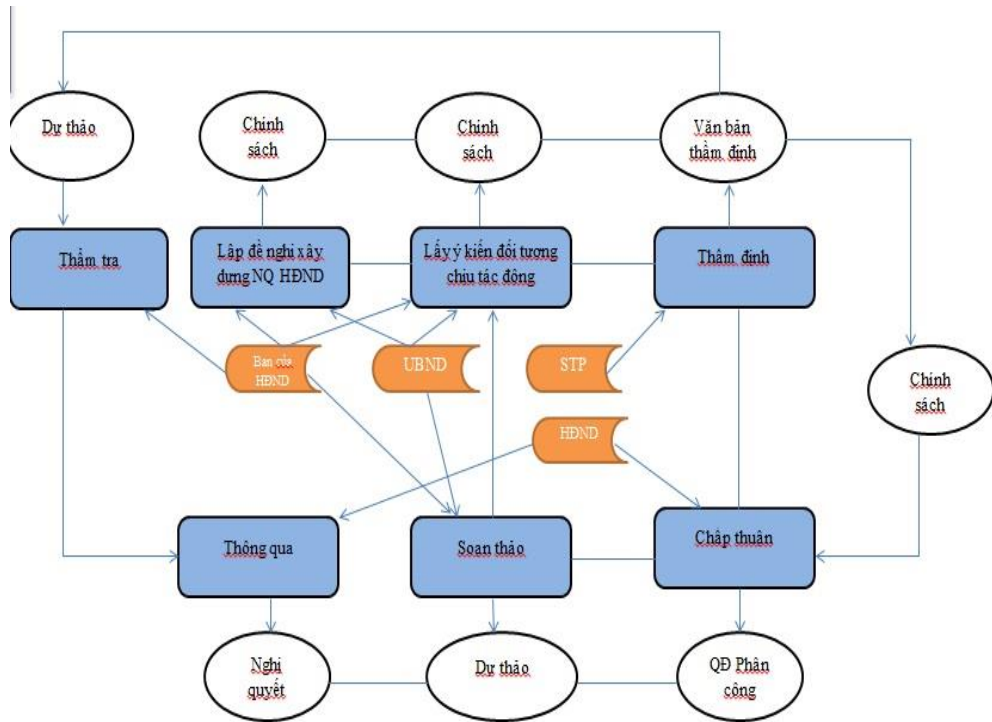 Dự thảo
Chính
sách
Chính
sách
Văn bản
thẩm định
Thẩm tra
Lập đề nghị xây
dựng NQ HĐND
Lấy ý kiến đối tượng
chịu tác động
Thẩm định
Ban của
HĐND
UBND
STP
Chính
sách
HĐND
Thông qua
Soạn thảo
Chấp thuận
Nghị
quyết
Dự thảo
QĐ Phân
công